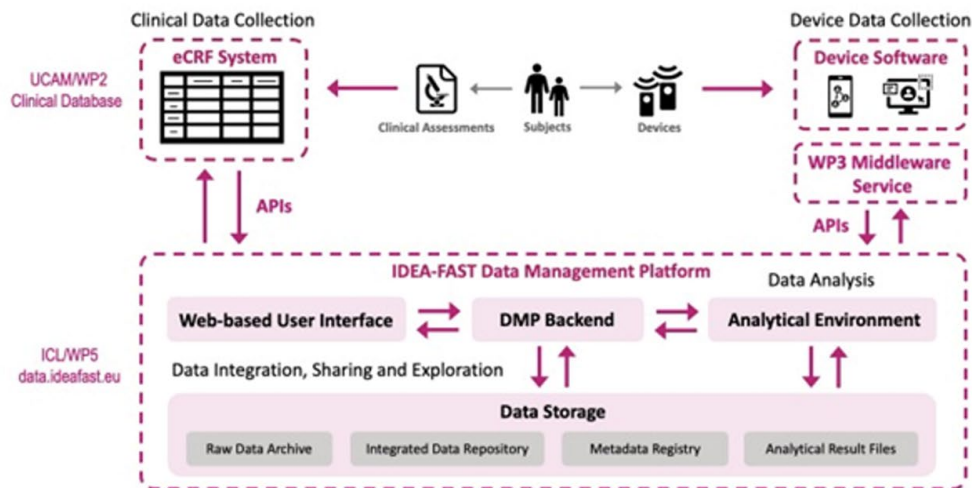 Clinical Data Collection
Device Data Collection
eCRF System
Device Software
UCAM/WP2
Clinical Database
Clinical Assessments
Subjects
Devices
WP3 Middleware
Service
APIs
APIs
IDEA-FAST Data Management Platform
Data Analysis
Web-based User Interface
DMP Backend
Analytical Environment
ICL/WP5
data.ideafast.eu
Data Integration, Sharing and Exploration
Data Storage
Raw Data Archive
Integrated Data Repository
Metadata Registry
Analytical Result Files